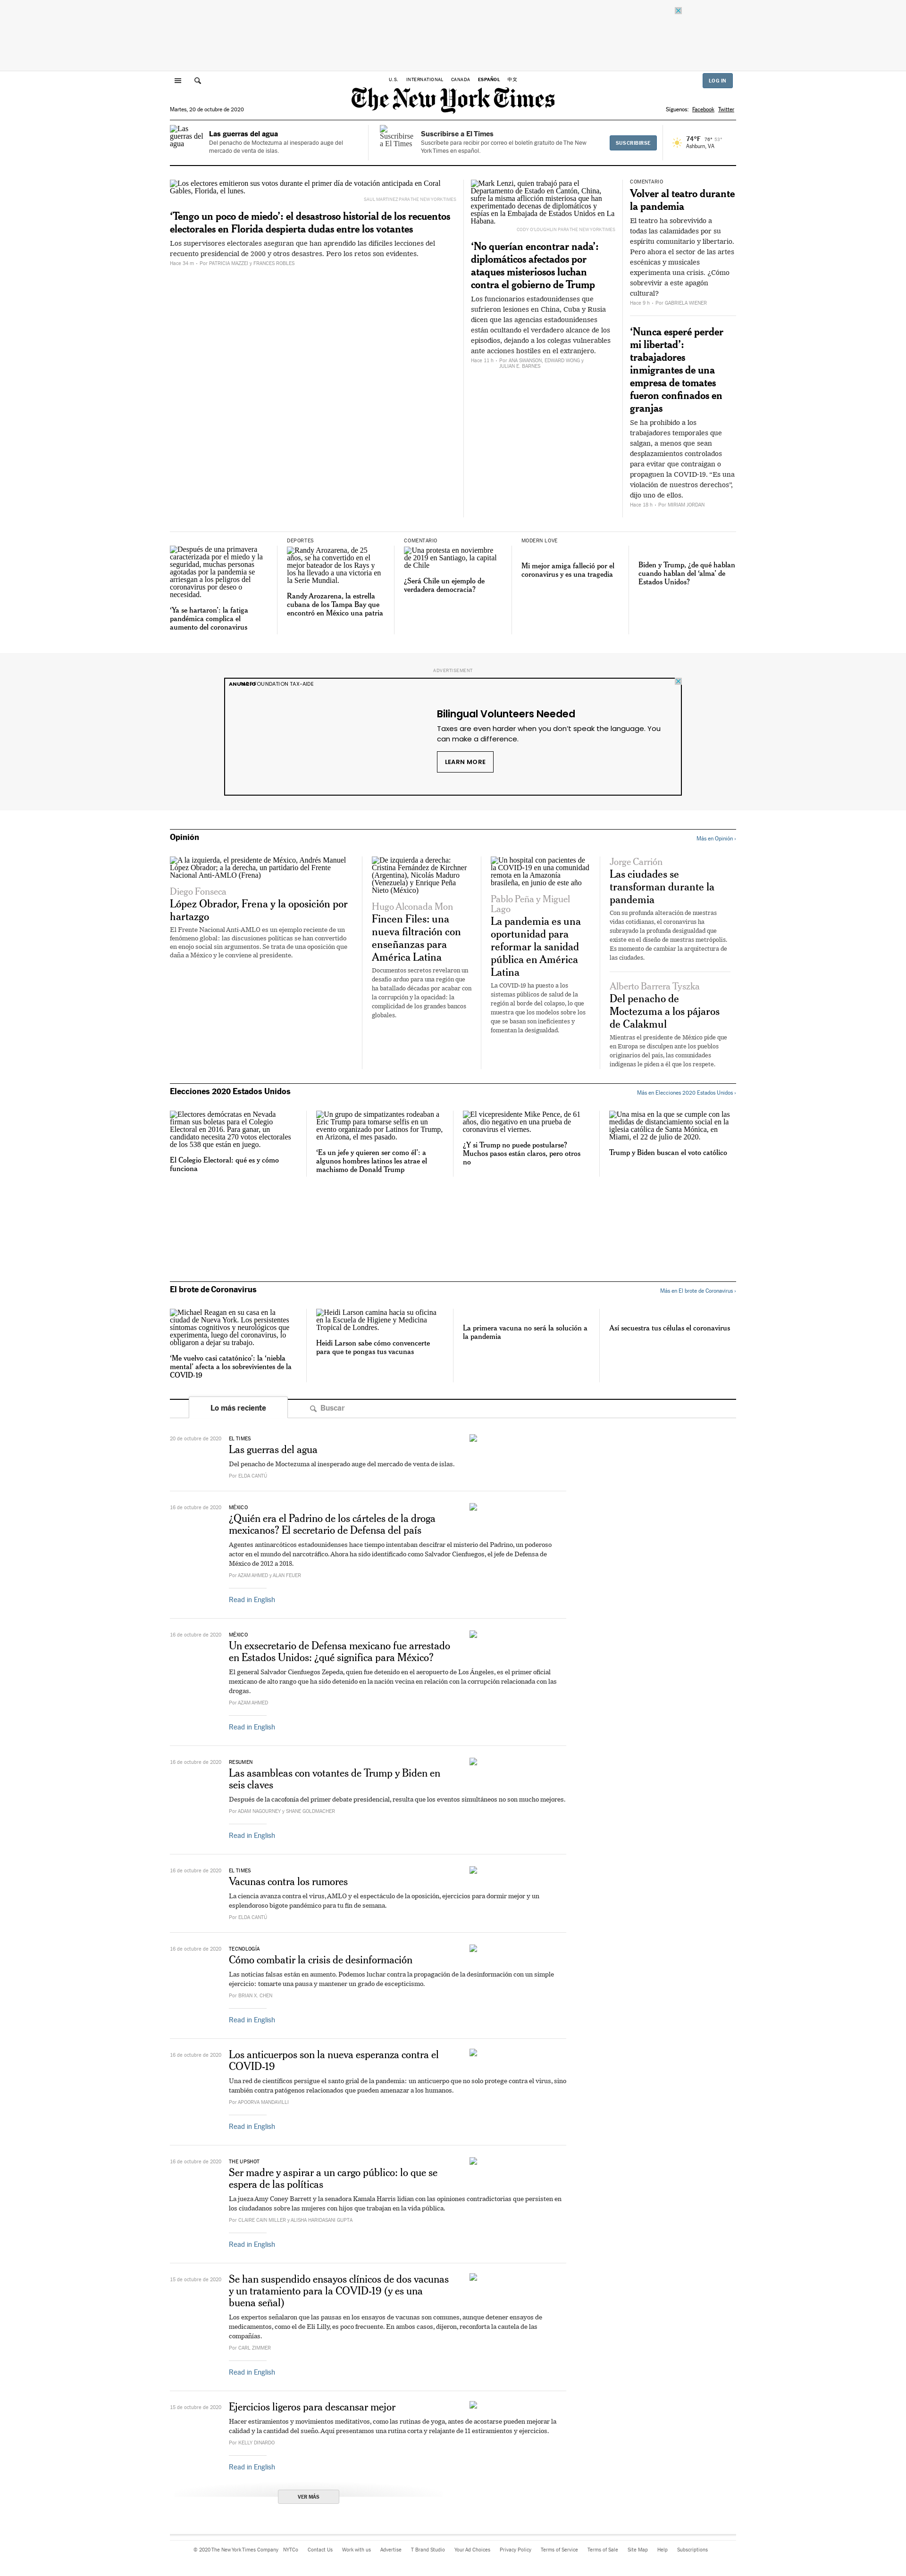 U.S. INTERNATIONAL CANADA ESPAÑOL 中文
LOG IN
The New York Times
Martes, 20 de octubre de 2020
Síguenos: Facebook Twitter
Las guerras del agua
Las guerras del agua
Del penacho de Moctezuma al inesperado auge del
mercado de venta de islas.
Suscribirse a El Times
Suscribirse a El Times
Suscríbete para recibir por correo el boletín gratuito de The New
York Times en español.
SUSCRIBIRSE
74°F 76° 53°
Ashburn, VA
Los electores emitieron sus votos durante el primer día de votación anticipada en Coral
Gables, Florida, el lunes.
SAUL MARTINEZ PARA THE NEW YORK TIMES
‘Tengo un poco de miedo’: el desastroso historial de los recuentos
electorales en Florida despierta dudas entre los votantes
Los supervisores electorales aseguran que han aprendido las difíciles lecciones del
recuento presidencial de 2000 y otros desastres. Pero los retos son evidentes.
Hace 34 m - Por PATRICIA MAZZEI y FRANCES ROBLES
Mark Lenzi, quien trabajó para el
Departamento de Estado en Cantón, China,
sufre la misma aflicción misteriosa que han
experimentado decenas de diplomáticos y
espías en la Embajada de Estados Unidos en La
Habana.
CODY O'LOUGHLIN PARA THE NEW YORK TIMES
‘No querían encontrar nada’:
diplomáticos afectados por
ataques misteriosos luchan
contra el gobierno de Trump
Los funcionarios estadounidenses que
sufrieron lesiones en China, Cuba y Rusia
dicen que las agencias estadounidenses
están ocultando el verdadero alcance de los
episodios, dejando a los colegas vulnerables
ante acciones hostiles en el extranjero.
Hace 11 h - Por ANA SWANSON, EDWARD WONG y
JULIAN E. BARNES
COMENTARIO
Volver al teatro durante
la pandemia
El teatro ha sobrevivido a
todas las calamidades por su
espíritu comunitario y libertario.
Pero ahora el sector de las artes
escénicas y musicales
experimenta una crisis. ¿Cómo
sobrevivir a este apagón
cultural?
Hace 9 h - Por GABRIELA WIENER
‘Nunca esperé perder
mi libertad’:
trabajadores
inmigrantes de una
empresa de tomates
fueron confinados en
granjas
Se ha prohibido a los
trabajadores temporales que
salgan, a menos que sean
desplazamientos controlados
para evitar que contraigan o
propaguen la COVID-19. “Es una
violación de nuestros derechos”,
dijo uno de ellos.
Hace 18 h - Por MIRIAM JORDAN
Después de una primavera
caracterizada por el miedo y la
seguridad, muchas personas
agotadas por la pandemia se
arriesgan a los peligros del
coronavirus por deseo o
necesidad.
‘Ya se hartaron’: la fatiga
pandémica complica el
aumento del coronavirus
DEPORTES
Randy Arozarena, de 25
años, se ha convertido en el
mejor bateador de los Rays y
los ha llevado a una victoria en
la Serie Mundial.
Randy Arozarena, la estrella
cubana de los Tampa Bay que
encontró en México una patria
COMENTARIO
Una protesta en noviembre
de 2019 en Santiago, la capital
de Chile
¿Será Chile un ejemplo de
verdadera democracia?
MODERN LOVE
Mi mejor amiga falleció por el
coronavirus y es una tragedia
Biden y Trump, ¿de qué hablan
cuando hablan del ‘alma’ de
Estados Unidos?
ADVERTISEMENT
ANUNCIO
FOUNDATION TAX-AIDE
Bilingual Volunteers Needed
Taxes are even harder when you don’t speak the language. You
can make a difference.
LEARN MORE
Opinión
Más en Opinión ›
A la izquierda, el presidente de México, Andrés Manuel
López Obrador; a la derecha, un partidario del Frente
Nacional Anti-AMLO (Frena)
Diego Fonseca
López Obrador, Frena y la oposición por
hartazgo
El Frente Nacional Anti-AMLO es un ejemplo reciente de un
fenómeno global: las discusiones políticas se han convertido
en enojo social sin argumentos. Se trata de una oposición que
daña a México y le conviene al presidente.
De izquierda a derecha:
Cristina Fernández de Kirchner
(Argentina), Nicolás Maduro
(Venezuela) y Enrique Peña
Nieto (México)
Hugo Alconada Mon
Fincen Files: una
nueva filtración con
enseñanzas para
América Latina
Documentos secretos revelaron un
desafío arduo para una región que
ha batallado décadas por acabar con
la corrupción y la opacidad: la
complicidad de los grandes bancos
globales.
Un hospital con pacientes de
la COVID-19 en una comunidad
remota en la Amazonía
brasileña, en junio de este año
Pablo Peña y Miguel
Lago
La pandemia es una
oportunidad para
reformar la sanidad
pública en América
Latina
La COVID-19 ha puesto a los
sistemas públicos de salud de la
región al borde del colapso, lo que
muestra que los modelos sobre los
que se basan son ineficientes y
fomentan la desigualdad.
Jorge Carrión
Las ciudades se
transforman durante la
pandemia
Con su profunda alteración de nuestras
vidas cotidianas, el coronavirus ha
subrayado la profunda desigualdad que
existe en el diseño de nuestras metrópolis.
Es momento de cambiar la arquitectura de
las ciudades.
Alberto Barrera Tyszka
Del penacho de
Moctezuma a los pájaros
de Calakmul
Mientras el presidente de México pide que
en Europa se disculpen ante los pueblos
originarios del país, las comunidades
indígenas le piden a él que los respete.
Elecciones 2020 Estados Unidos
Más en Elecciones 2020 Estados Unidos ›
Electores demócratas en Nevada
firman sus boletas para el Colegio
Electoral en 2016. Para ganar, un
candidato necesita 270 votos electorales
de los 538 que están en juego.
El Colegio Electoral: qué es y cómo
funciona
Un grupo de simpatizantes rodeaban a
Eric Trump para tomarse selfis en un
evento organizado por Latinos for Trump,
en Arizona, el mes pasado.
‘Es un jefe y quieren ser como él’: a
algunos hombres latinos les atrae el
machismo de Donald Trump
El vicepresidente Mike Pence, de 61
años, dio negativo en una prueba de
coronavirus el viernes.
¿Y si Trump no puede postularse?
Muchos pasos están claros, pero otros
no
Una misa en la que se cumple con las
medidas de distanciamiento social en la
iglesia católica de Santa Mónica, en
Miami, el 22 de julio de 2020.
Trump y Biden buscan el voto católico
El brote de Coronavirus
Más en El brote de Coronavirus ›
Michael Reagan en su casa en la
ciudad de Nueva York. Los persistentes
síntomas cognitivos y neurológicos que
experimenta, luego del coronavirus, lo
obligaron a dejar su trabajo.
‘Me vuelvo casi catatónico’: la ‘niebla
mental’ afecta a los sobrevivientes de la
COVID-19
Heidi Larson camina hacia su oficina
en la Escuela de Higiene y Medicina
Tropical de Londres.
Heidi Larson sabe cómo convencerte
para que te pongas tus vacunas
La primera vacuna no será la solución a
la pandemia
Así secuestra tus células el coronavirus
Lo más reciente
Buscar
20 de octubre de 2020
EL TIMES
Las guerras del agua
Del penacho de Moctezuma al inesperado auge del mercado de venta de islas.
Por ELDA CANTÚ
18 de octubre de 2020
MÉXICO
¿Quién era el Padrino de los cárteles de la droga
mexicanos? El secretario de Defensa del país
Agentes antinarcóticos estadounidenses hace tiempo intentaban descifrar el misterio del Padrino, un poderoso
actor en el mundo del narcotráfico. Ahora ha sido identificado como Salvador Cienfuegos, el jefe de Defensa de
México de 2012 a 2018.
Por AZAM AHMED y ALAN FEUER
Read in English
16 de octubre de 2020
MÉXICO
Un exsecretario de Defensa mexicano fue arrestado
en Estados Unidos: ¿qué significa para México?
El general Salvador Cienfuegos Zepeda, quien fue detenido en el aeropuerto de Los Ángeles, es el primer oficial
mexicano de alto rango que ha sido detenido en la nación vecina en relación con la corrupción relacionada con las
drogas.
Por AZAM AHMED
Read in English
16 de octubre de 2020
RESUMEN
Las asambleas con votantes de Trump y Biden en
seis claves
Después de la cacofonía del primer debate presidencial, resulta que los eventos simultáneos no son mucho mejores.
Por ADAM NAGOURNEY y SHANE GOLDMACHER
Read in English
16 de octubre de 2020
EL TIMES
Vacunas contra los rumores
La ciencia avanza contra el virus, AMLO y el espectáculo de la oposición, ejercicios para dormir mejor y un
esplendoroso bigote pandémico para tu fin de semana.
Por ELDA CANTÚ
16 de octubre de 2020
TECNOLOGÍA
Cómo combatir la crisis de desinformación
Las noticias falsas están en aumento. Podemos luchar contra la propagación de la desinformación con un simple
ejercicio: tomarte una pausa y mantener un grado de escepticismo.
Por BRIAN X. CHEN
Read in English
16 de octubre de 2020
Los anticuerpos son la nueva esperanza contra el
COVID-19
Una red de científicos persigue el santo grial de la pandemia: un anticuerpo que no solo protege contra el virus, sino
también contra patógenos relacionados que pueden amenazar a los humanos.
Por APOORVA MANDAVILLI
Read in English
16 de octubre de 2020
THE UPSHOT
Ser madre y aspirar a un cargo público: lo que se
espera de las políticas
La jueza Amy Coney Barrett y la senadora Kamala Harris lidian con las opiniones contradictorias que persisten en
los ciudadanos sobre las mujeres con hijos que trabajan en la vida pública.
Por CLAIRE CAIN MILLER y ALISHA HARIDASANI GUPTA
Read in English
15 de octubre de 2020
Se han suspendido ensayos clínicos de dos vacunas
y un tratamiento para la COVID-19 (y es una
buena señal)
Los expertos señalaron que las pausas en los ensayos de vacunas son comunes, aunque detener ensayos de
medicamentos, como el de Eli Lilly, es poco frecuente. En ambos casos, dijeron, reconforta la cautela de las
compañías.
Por CARL ZIMMER
Read in English
15 de octubre de 2020
Ejercicios ligeros para descansar mejor
Hacer estiramientos y movimientos meditativos, como las rutinas de yoga, antes de acostarse pueden mejorar la
calidad y la cantidad del sueño. Aquí presentamos una rutina corta y relajante de 11 estiramientos y ejercicios.
Por KELLY DINARDO
Read in English
VER MÁS
© 2020 The New York Times Company NYTCo Contact Us Work with us Advertise T Brand Studio Your Ad Choices Privacy Policy Terms of Service Terms of Sale Site Map Help Subscriptions